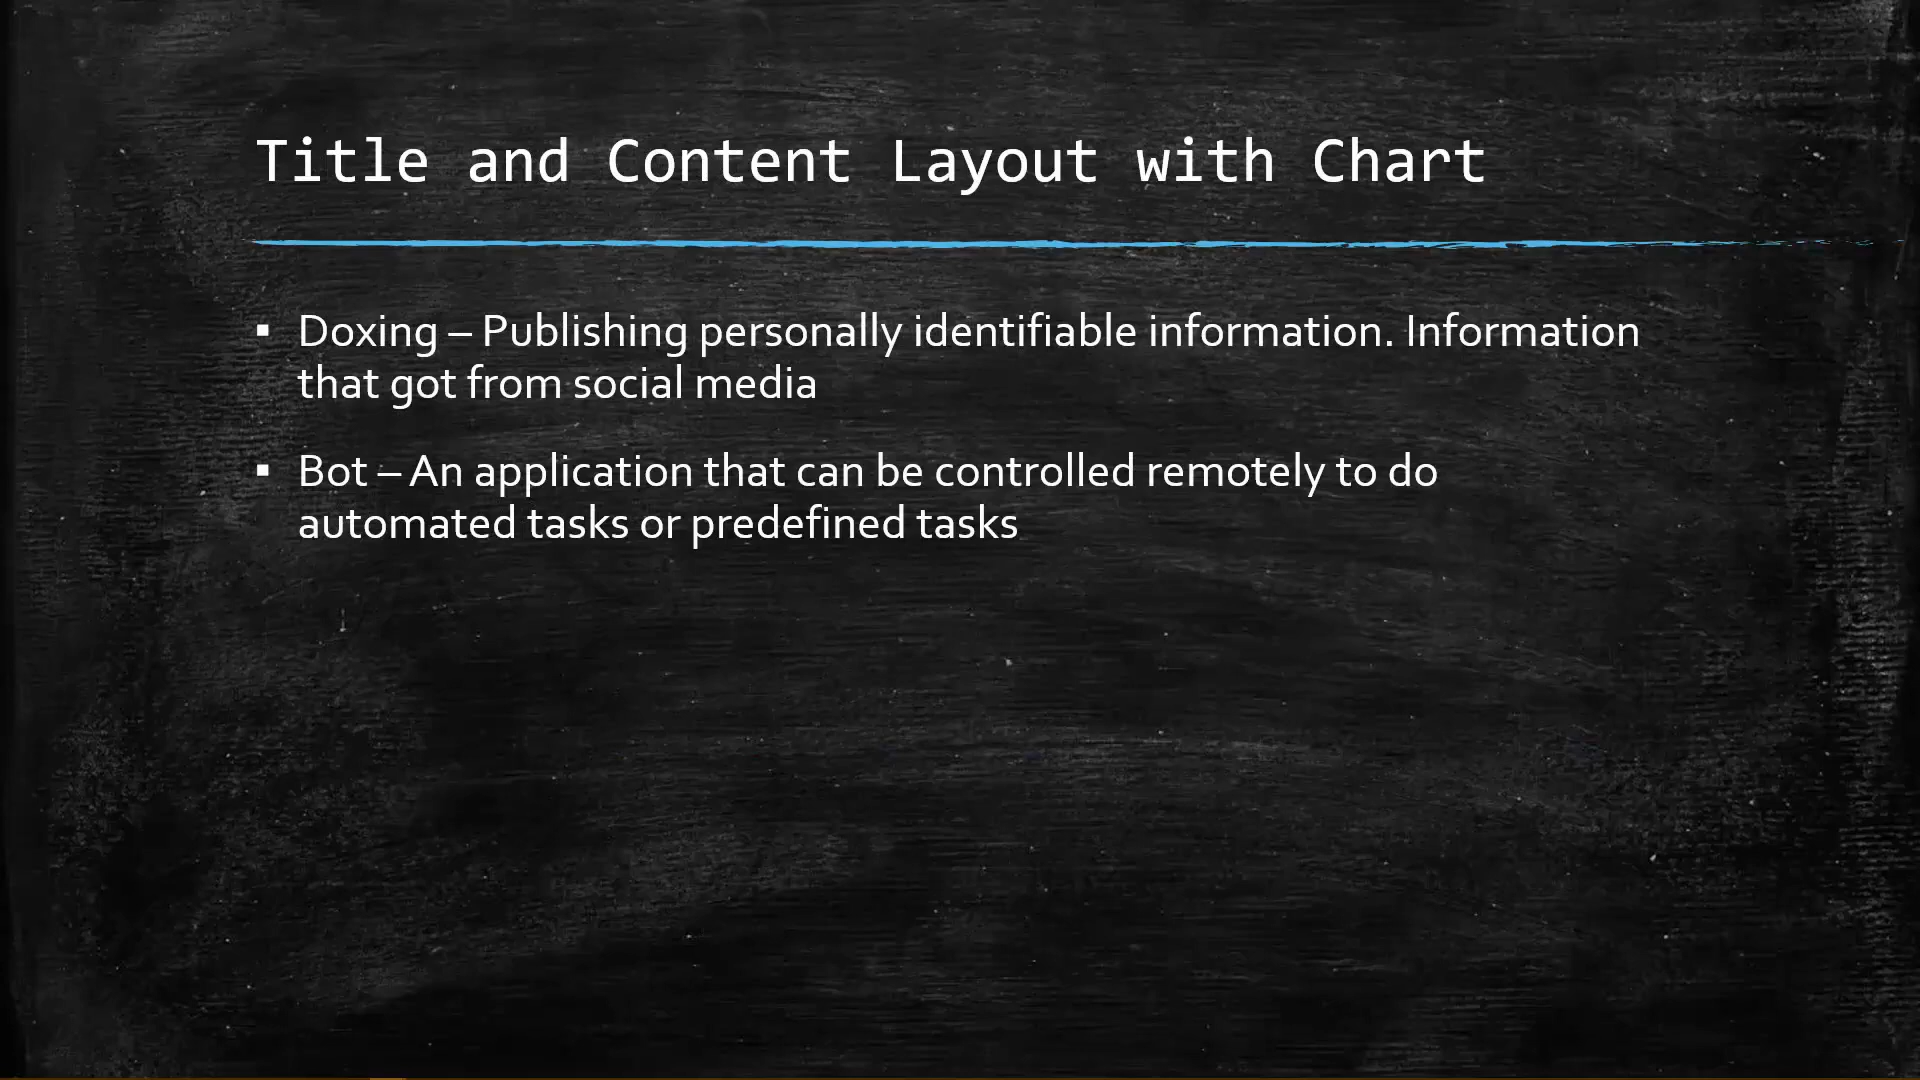 Title and Content Layout with Chart
▪ Doxing – Publishing personally identifiable information. Information
that got from social media
▪ Bot – An application that can be controlled remotely to do
automated tasks or predefined tasks